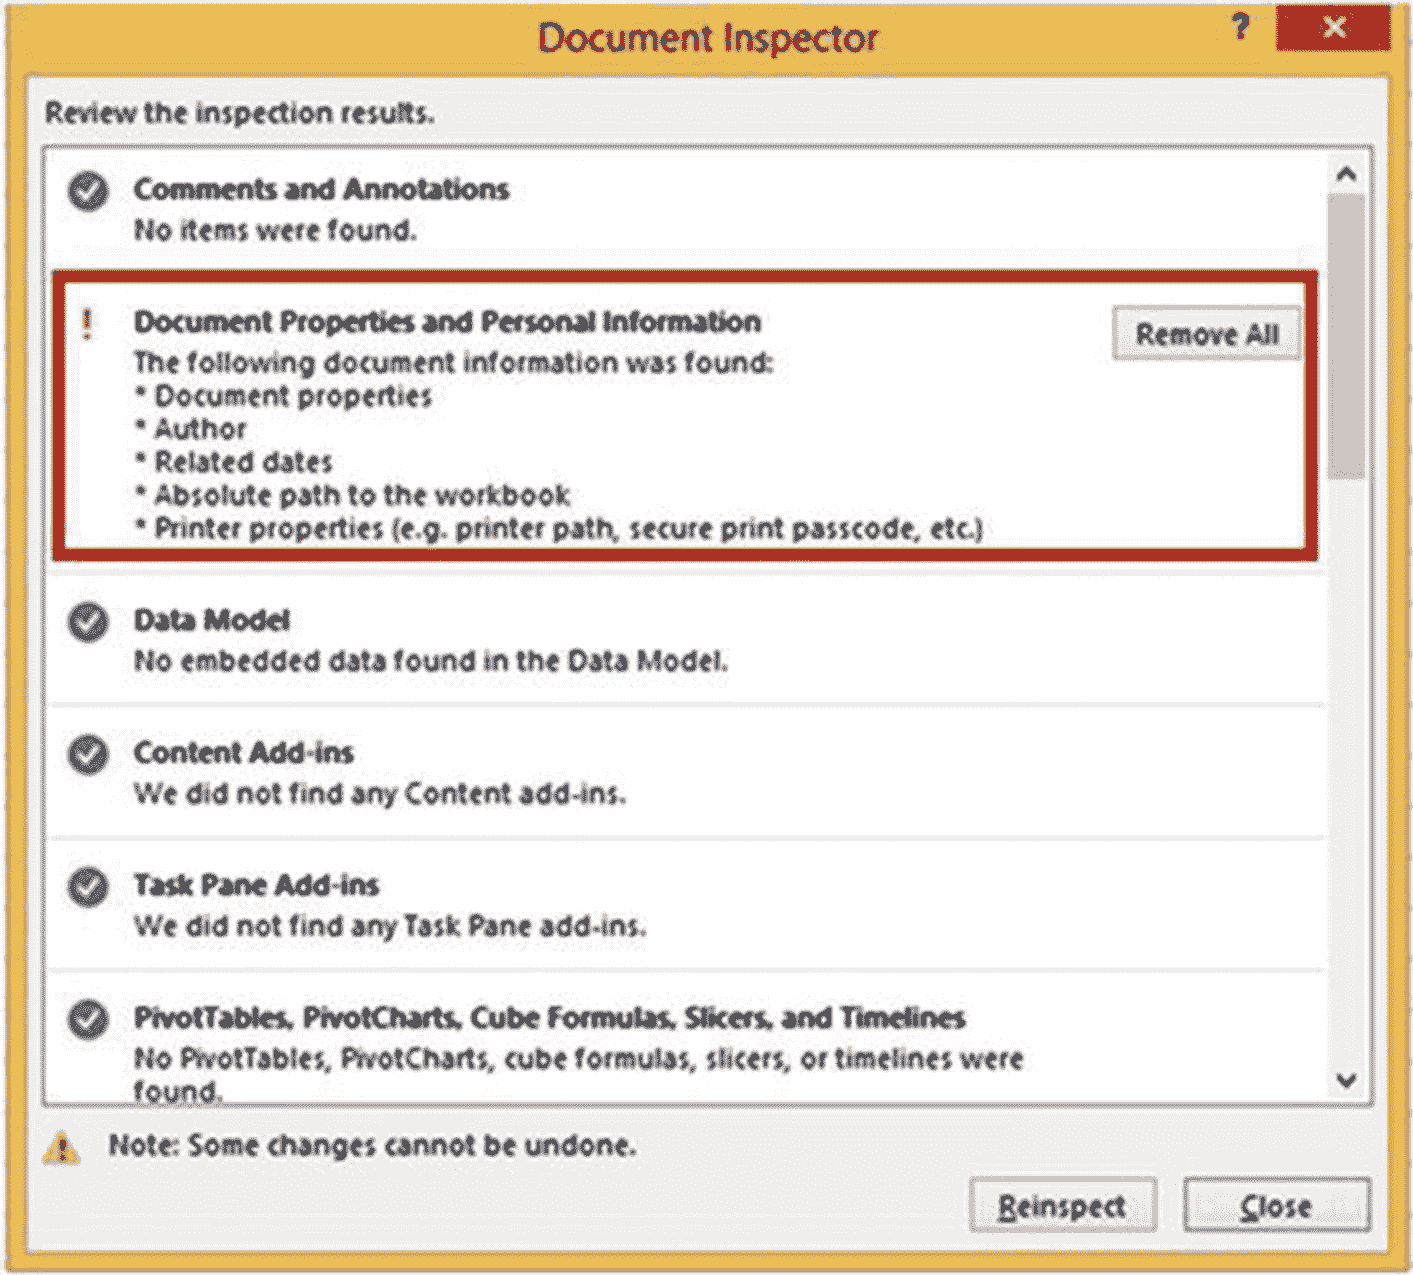 Document Inspector
?
Review the inspection results.
Comments and Annotations
No items were found.
! Document Properties and Personal Information
Remove All
The following document information was found:
* Document properties
* Author
* Related dates
* Absolute path to the workbook
* Printer properties (e.g. printer path, secure print passcode, etc.)
Data Model
No embedded data found in the Data Model.
Content Add-ins
We did not find any Content add-ins.
Task Pane Add-ins
We did not find any Task Pane add-ins.
PivotTables, PivotCharts, Cube Formulas, Slicers, and Timelines
No PivotTables, PivotCharts, cube formulas, slicers, or timelines were
found.
Note: Some changes cannot be undone.
Reinspect
Close